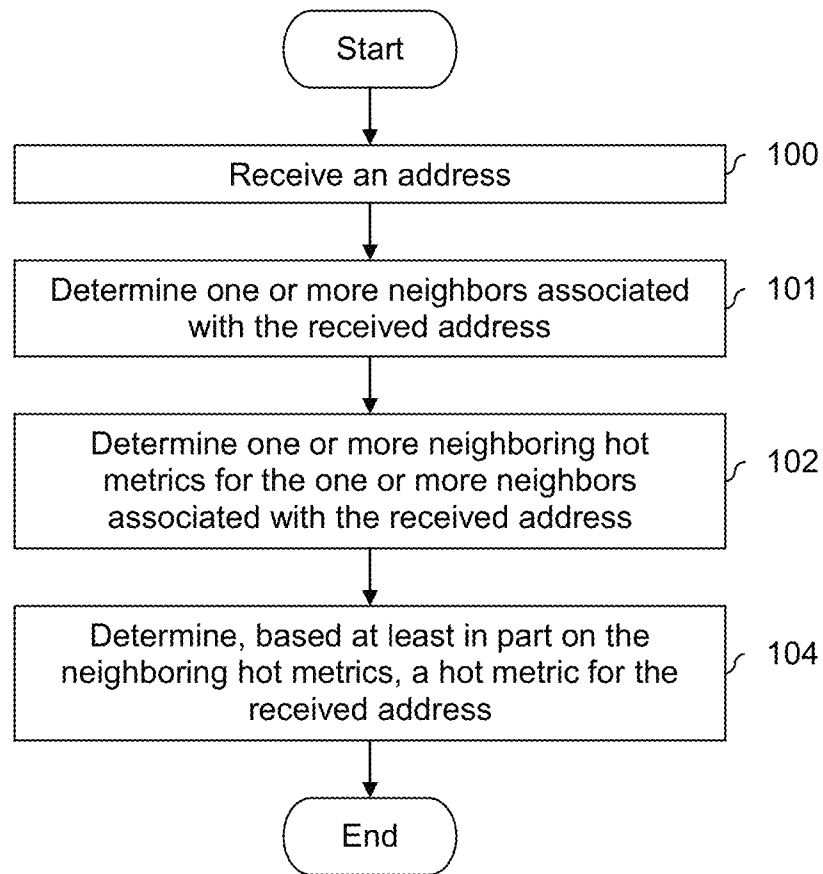 Start
Receive an address
100
Determine one or more neighbors associated
with the received address
101
Determine one or more neighboring hot
metrics for the one or more neighbors
associated with the received address
102
Determine, based at least in part on the
neighboring hot metrics, a hot metric for the
received address
104
End